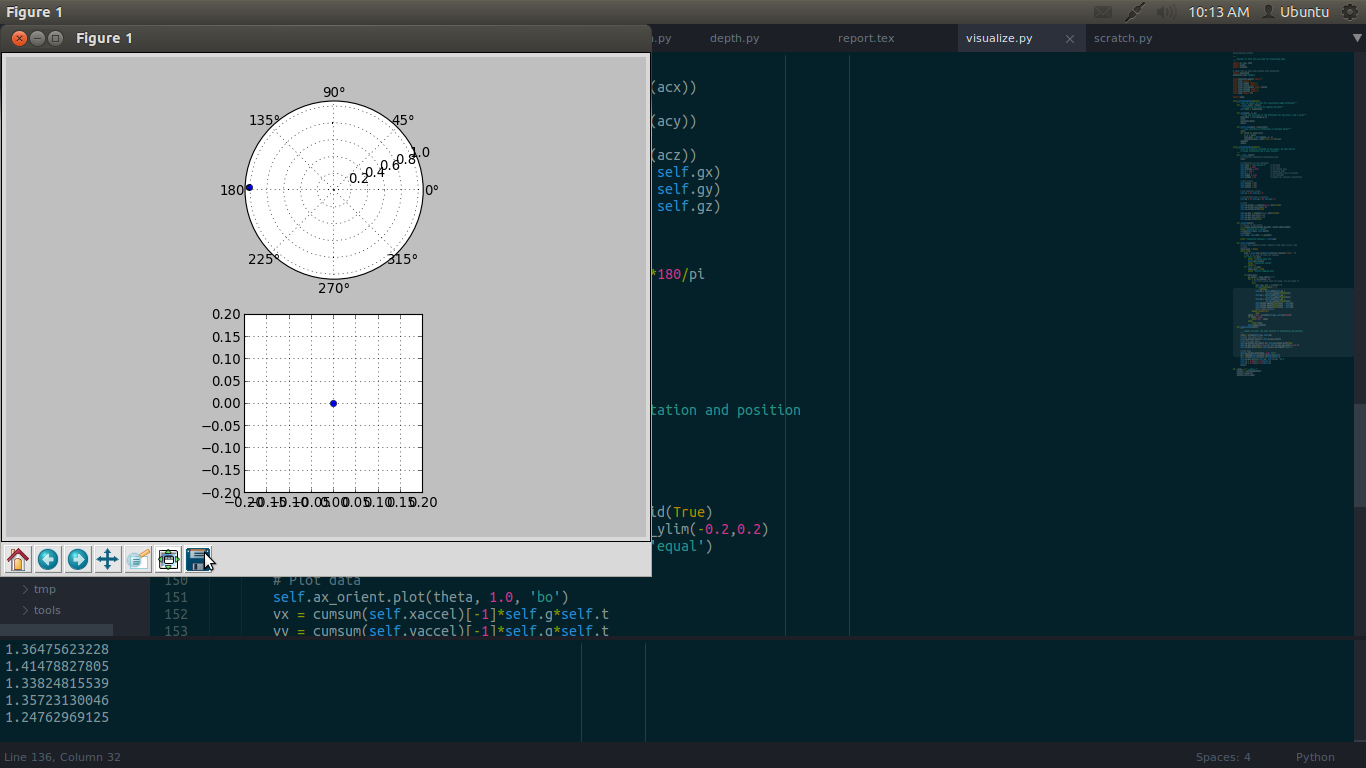 Figure 1
10:13 AM Ubuntu
Figure 1
.py depth.py report.tex visualize.py scratch.py
(acx))
(acy))
(acz))
self.gx)
self.gy)
self.gz)
*180/pi
tation and position
id(True)
_ylim(-0.2,0.2)
'equal')
90°
135° 45°
1.0
0.8
0.6
0.4
0.2
180 0°
225° 315°
270°
0.20
0.15
0.10
0.05
0.00
−0.05
−0.10
−0.15
−0.20
−0.20−0.15−0.10−0.05 0.00 0.05 0.10 0.15 0.20
tmp
tools
150 # Plot data
151 self.ax_orient.plot(theta, 1.0, 'bo')
152 vx = cumsum(self.xaccel)[-1]*self.g*self.t
153 vy = cumsum(self.yaccel)[-1]*self.g*self.t
1.36475623228
1.41478827805
1.33824815539
1.35723130046
1.24762969125
Line 136, Column 32 Spaces: 4 Python